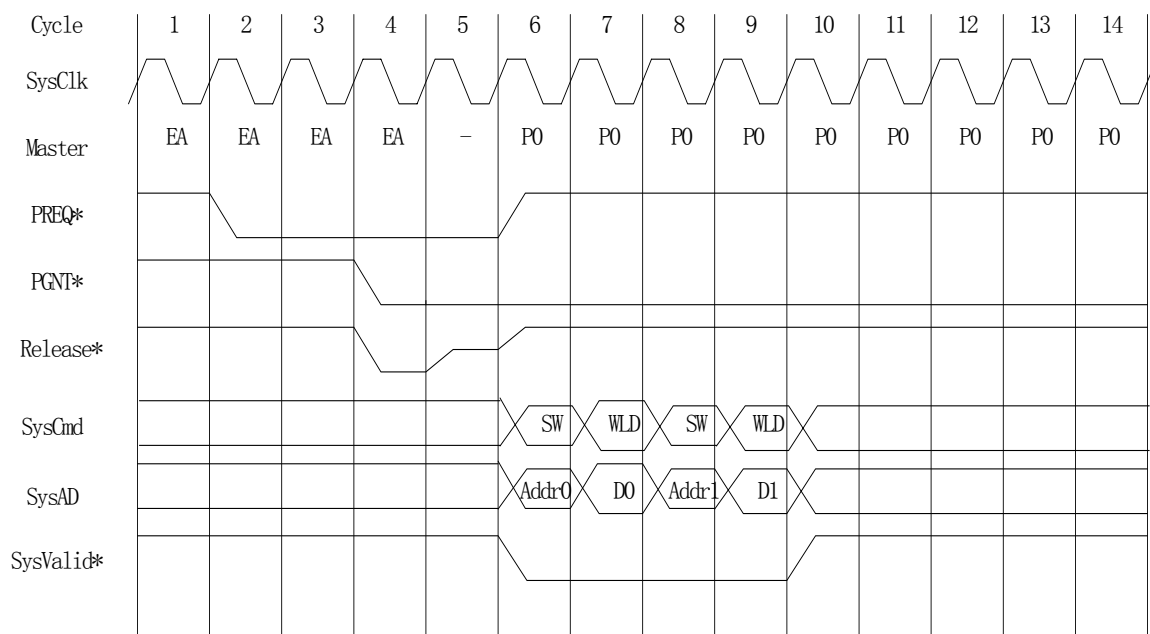 Cycle 1 2 3 4 5 6 7 8 9 10 11 12 13 14
SysClk
Master EA EA EA EA - P0 P0 P0 P0 P0 P0 P0 P0 P0
PREQ*
PGNT*
Release*
SysCmd SW WLD SW WLD
SysAD Addr0 D0 Addr1 D1
SysValid*